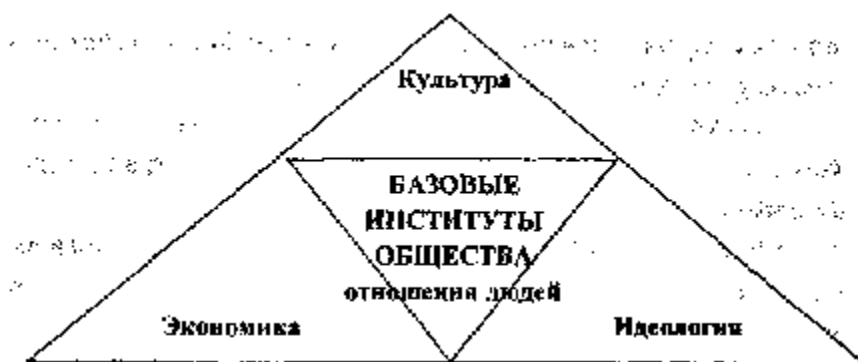 Культура
БАЗОВЫЕ
ИНСТИТУТЫ
ОБЩЕСТВА
отношения людей
Экономика
Идеология